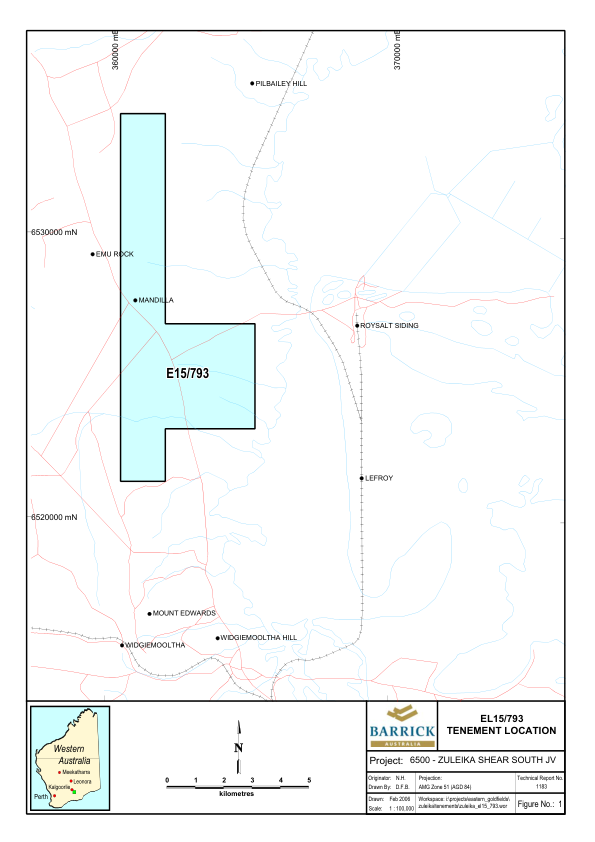 360000 mE
370000 mE
PILBAILEY HILL
6530000 mN
EMU ROCK
MANDILLA
ROYSALT SIDING
E15/793
LEFROY
6520000 mN
MOUNT EDWARDS
WIDGIEMOOLTHA HILL
WIDGIEMOOLTHA
Western
Australia
Meekatharra
Leonora
Kalgoorlie
Perth
N
0 1 2 3 4 5
kilometres
BARRICK
AUSTRALIA
EL15/793
TENEMENT LOCATION
Project: 6500 - ZULEIKA SHEAR SOUTH JV
Originator: N.H.
Drawn By: D.F.B.
Projection:
AMG Zone 51 (AGD 84)
Technical Report No.
1183
Drawn: Feb 2006
Scale: 1 : 100,000
Workspace: i:\projects\eastern_goldfields\
zuleika\tenements\zuleika_el15_793.wor
Figure No.: 1